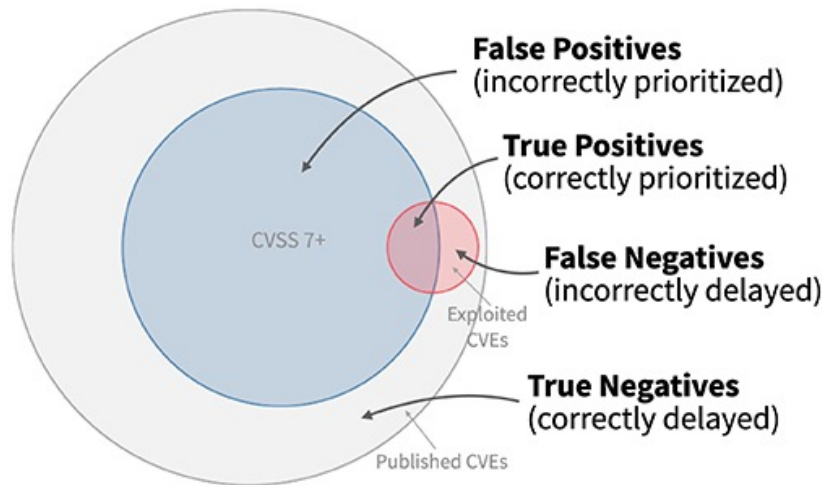 False Positives
(incorrectly prioritized)
True Positives
(correctly prioritized)
CVSS 7+
False Negatives
(incorrectly delayed)
Exploited
CVEs
True Negatives
(correctly delayed)
Published CVEs